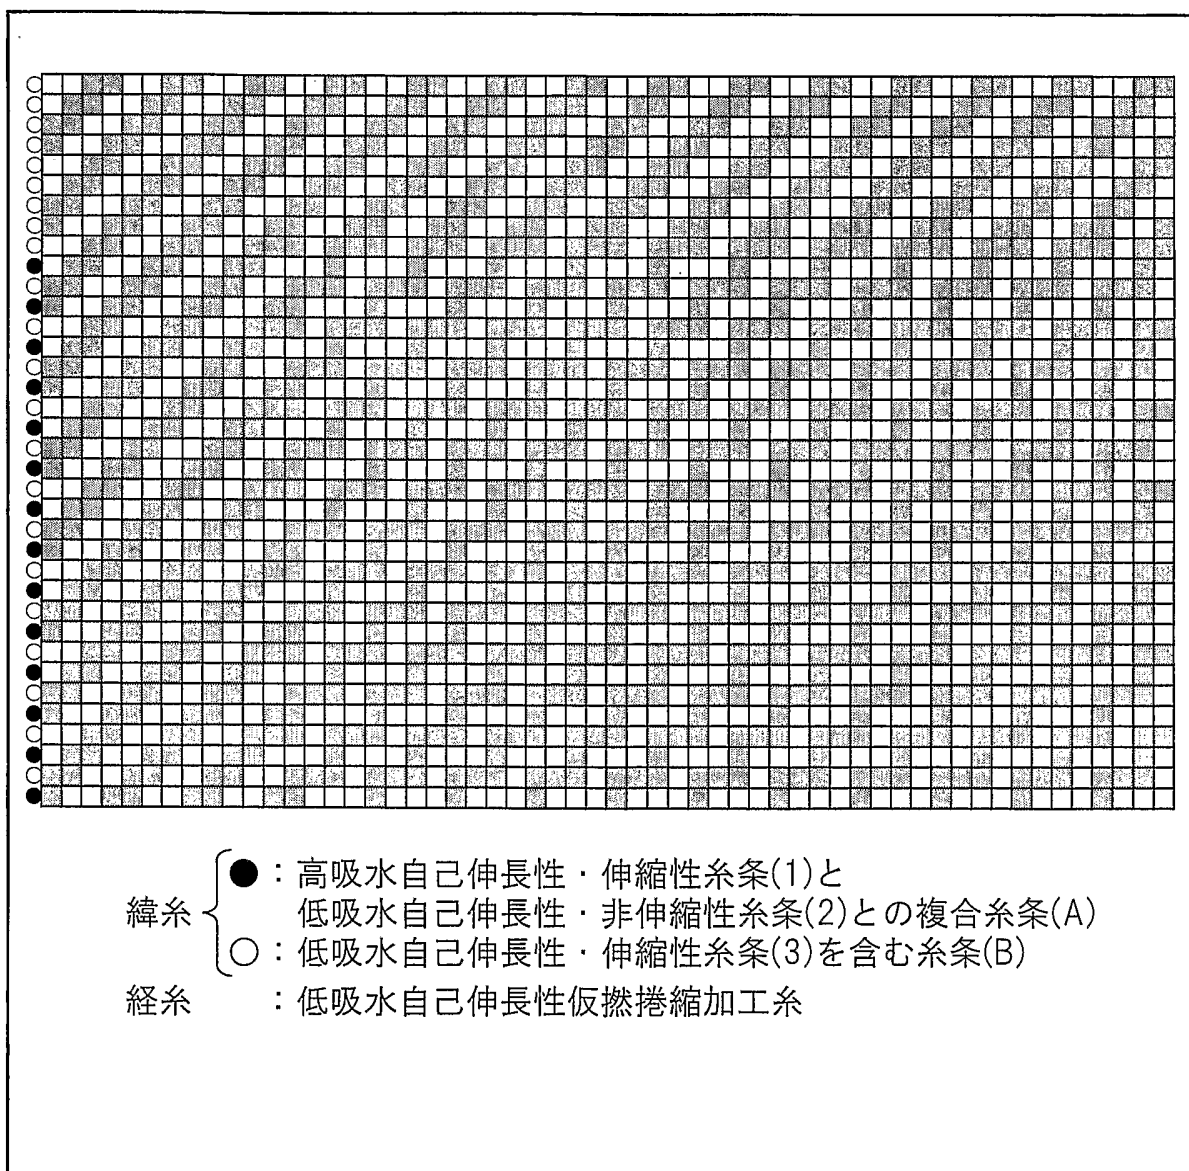 ●：高吸水自己伸長性・伸縮性糸条(1)と
緯糸 低吸水自己伸長性・非伸縮性糸条(2)との複合糸条(A)
○：低吸水自己伸長性・伸縮性糸条(3)を含む糸条(B)
経糸 ：低吸水自己伸長性仮撚捲縮加工糸